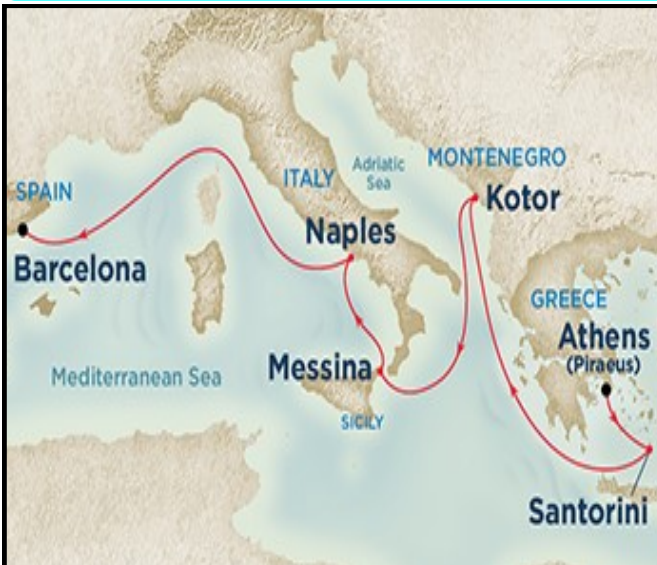 MONTENEGRO
Adriatic
Sea
ITALY
SPAIN
Kotor
Naples
Barcelona
GREECE
Athens
(Piraeus)
Messina
Mediterranean Sea
SICILY
Santorini